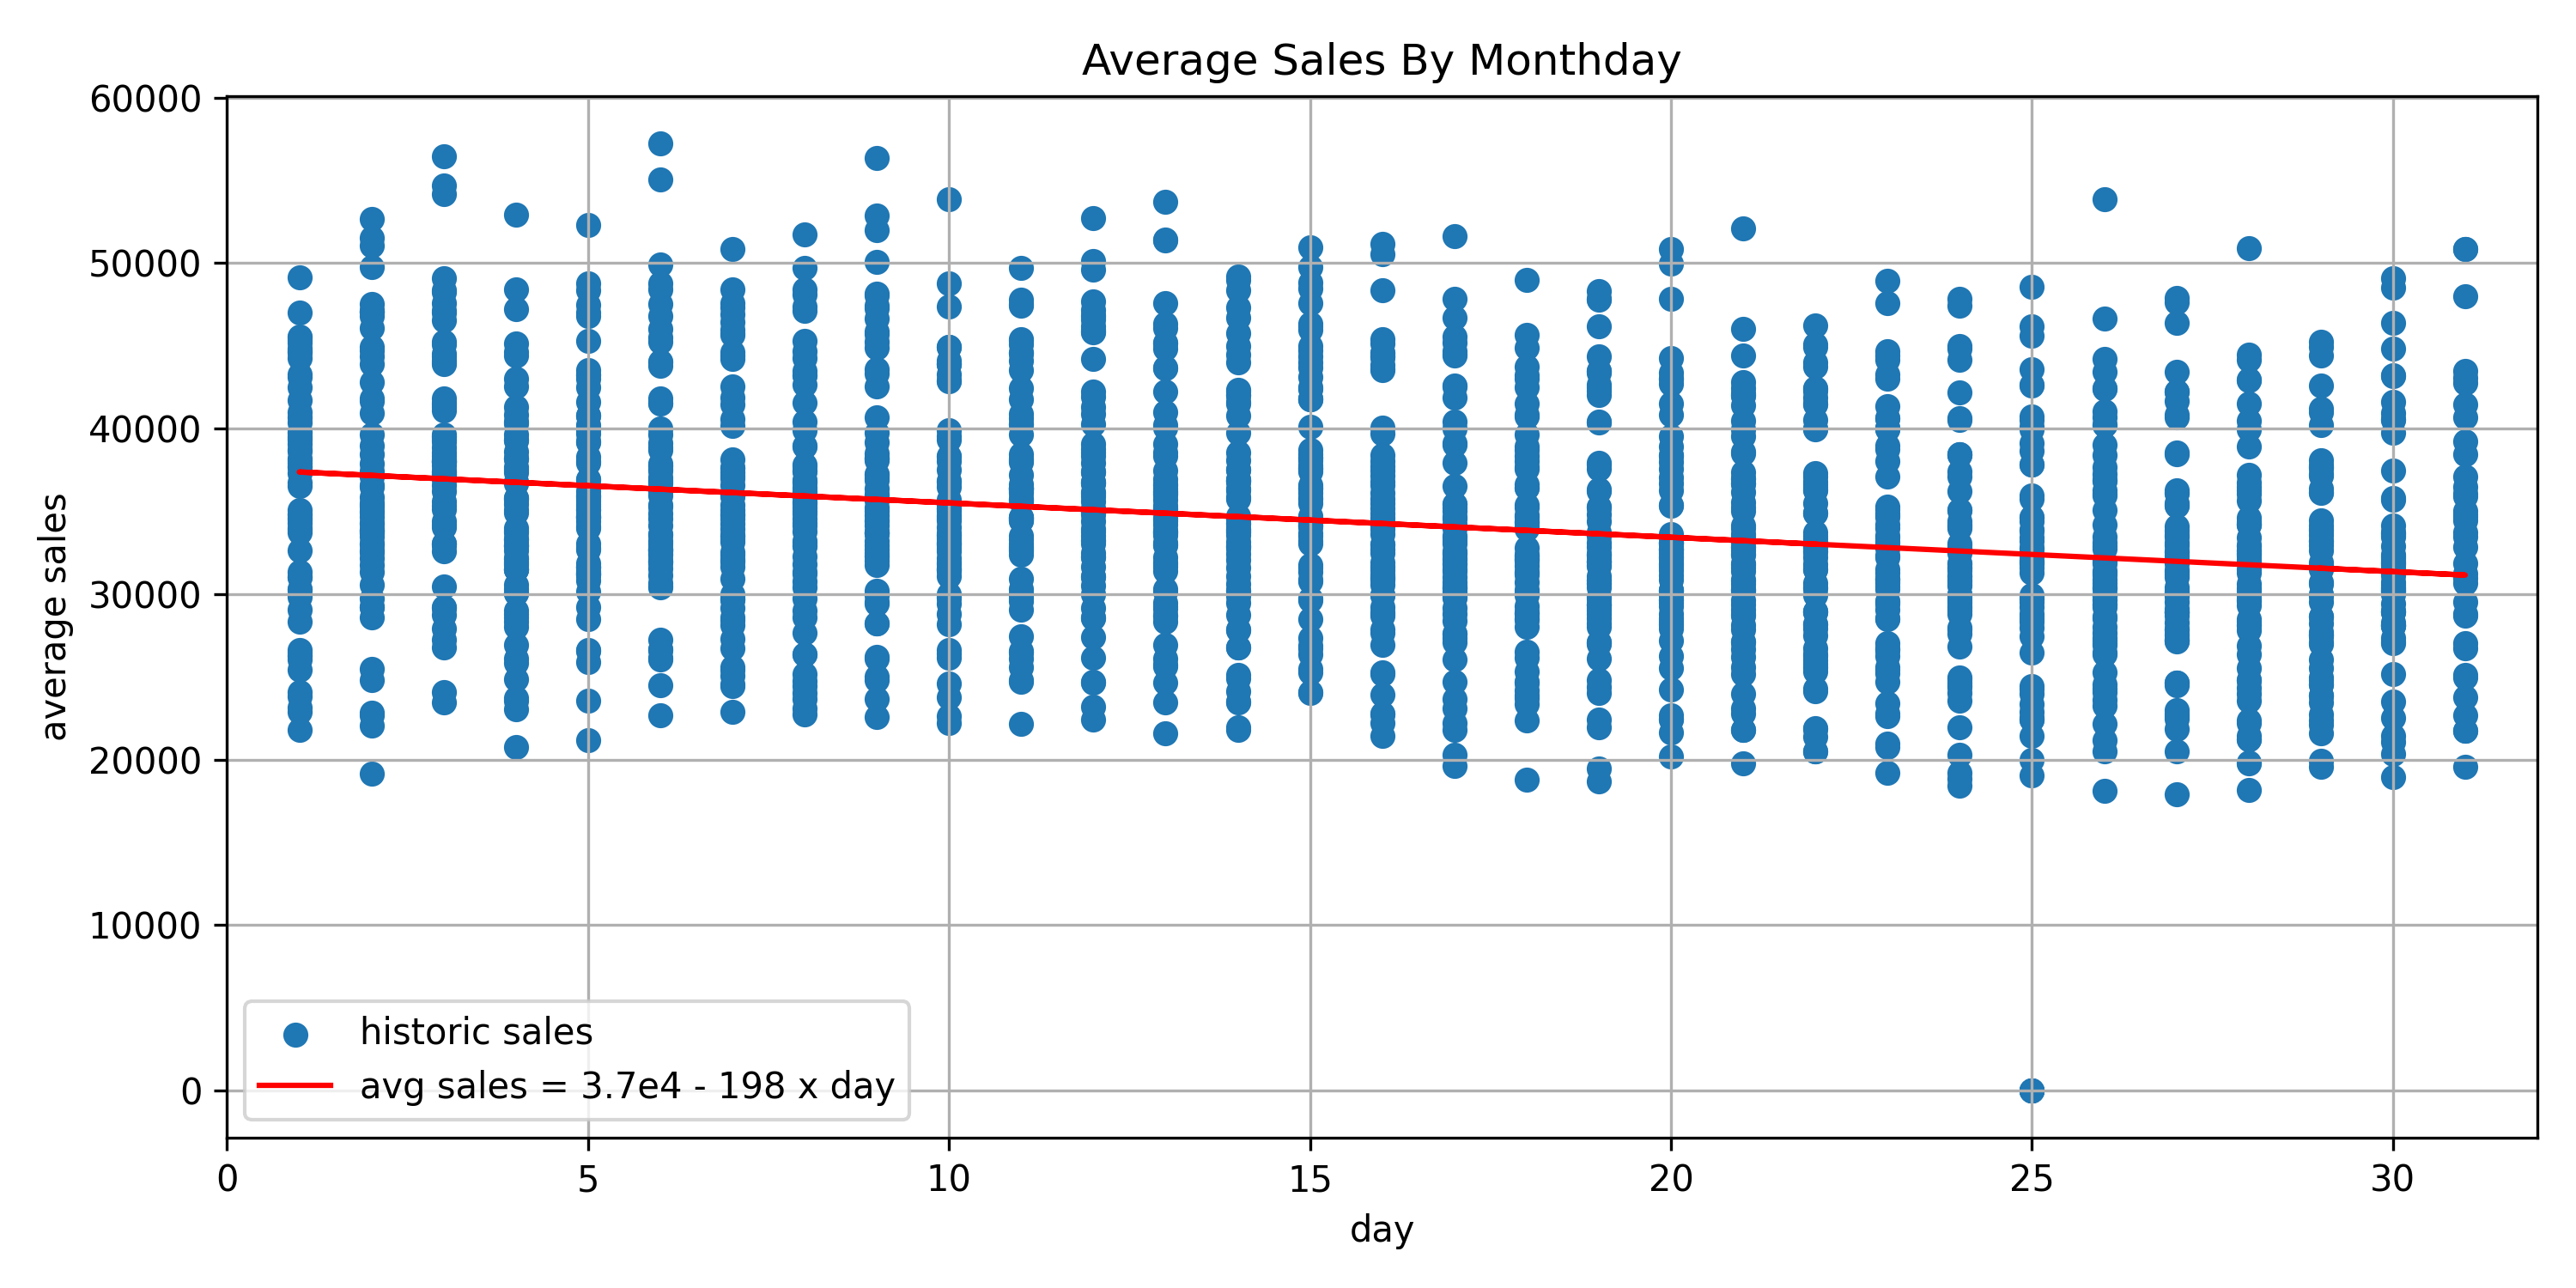 Average Sales By Monthday
60000
50000
40000
30000
20000
10000
0
average sales
historic sales
avg sales = 3.7e4 - 198 x day
0 5 10 15 20 25 30
day